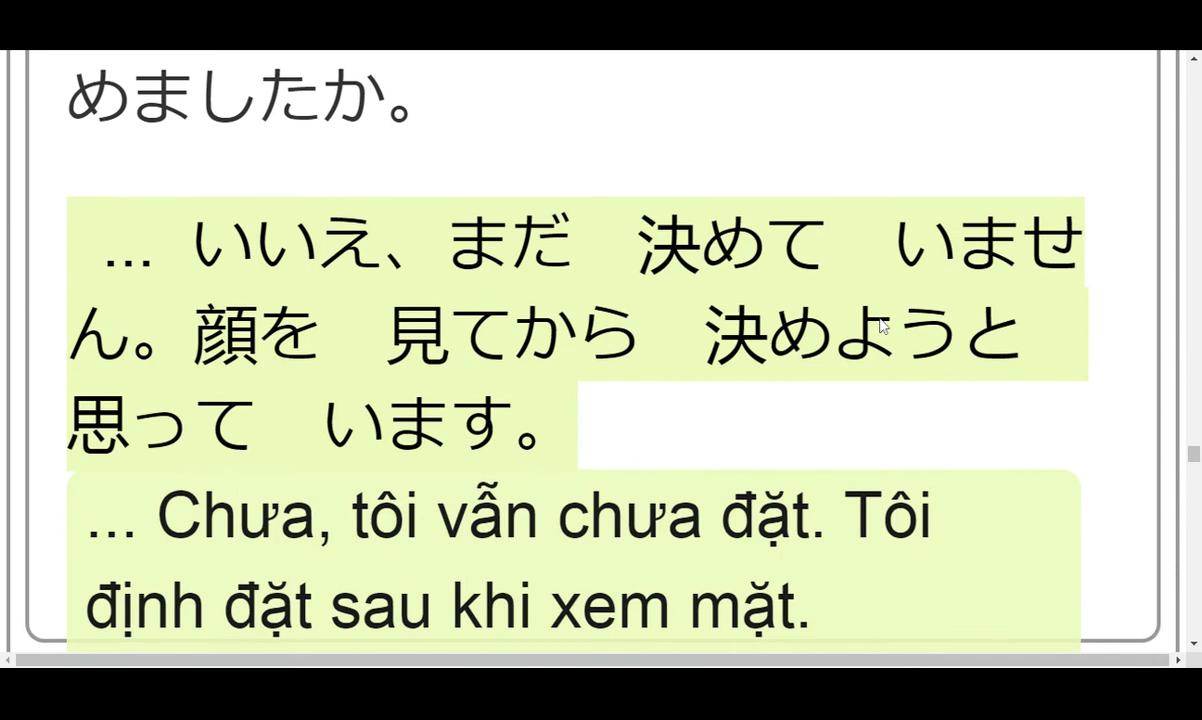 めましたか。
... いいえ、まだ 決めて いませ
ん。顔を 見てから 決めようと
思って います。
... Chưa, tôi vẫn chưa đặt. Tôi
định đặt sau khi xem mặt.